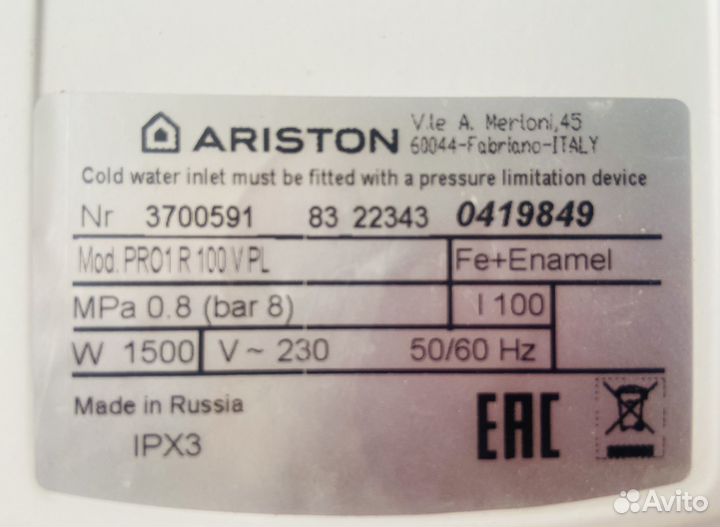 ARISTON
V.le A. Merloni,45
60044-Fabriano-ITALY
Cold water inlet must be fitted with a pressure limitation device
Nr 3700591 83 22343 0419849
Mod. PRO1 R 100 V PL Fe+Enamel
MPa 0.8 (bar 8) l 100
W 1500 V~ 230 50/60 Hz
Made in Russia
IPX3
EAC
Avito